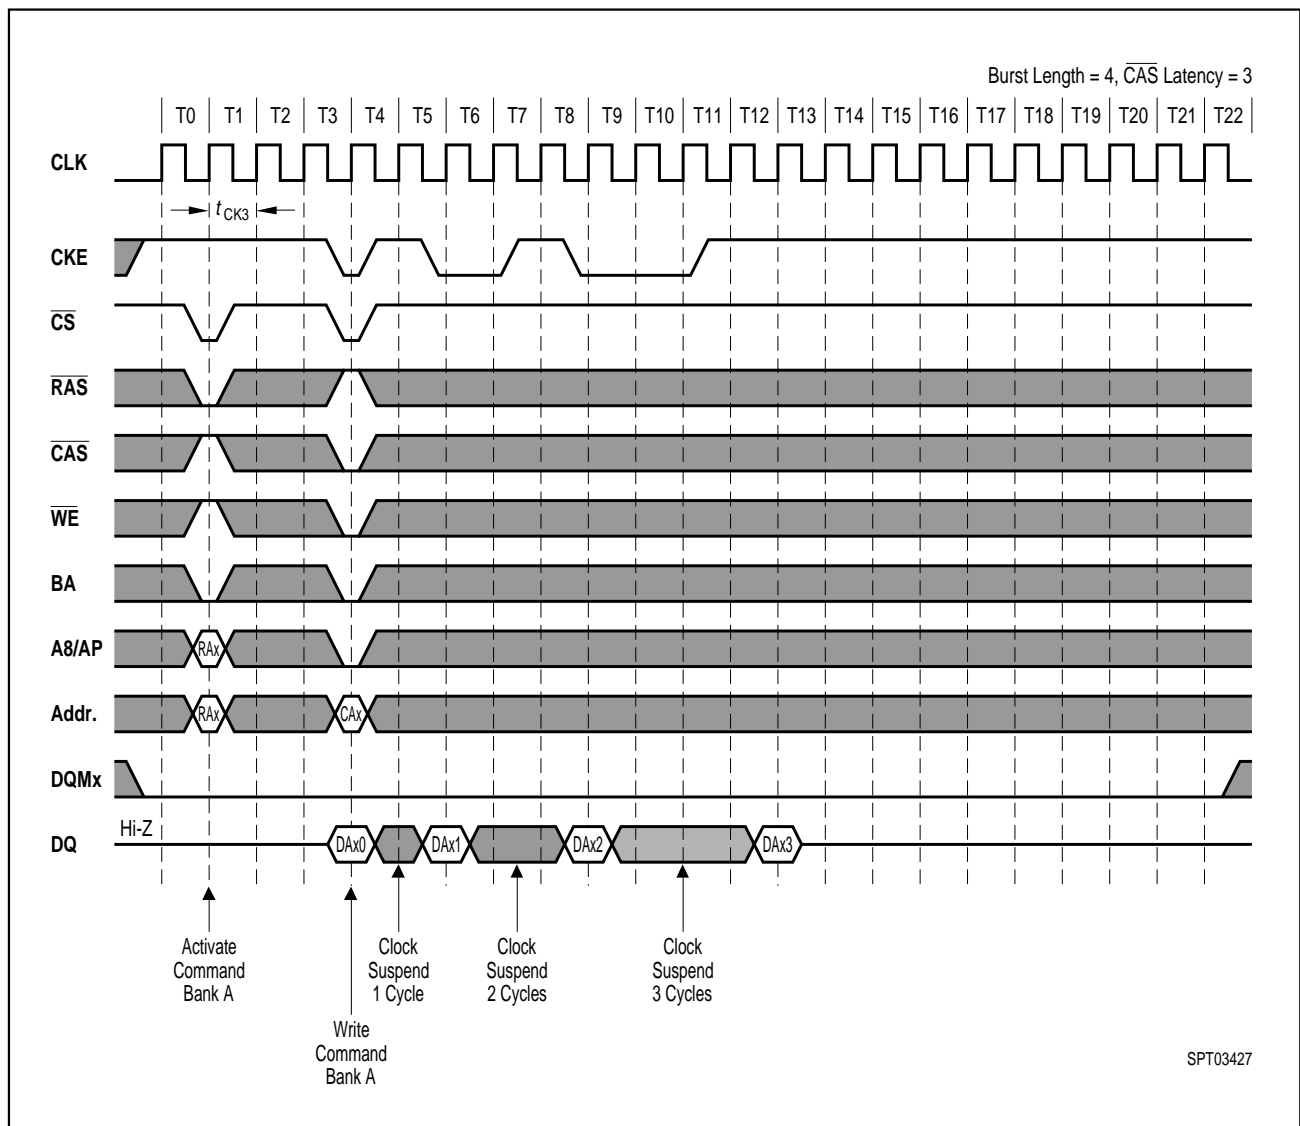 Burst Length = 4, CAS Latency = 3
T0 T1 T2 T3 T4 T5 T6 T7 T8 T9 T10 T11 T12 T13 T14 T15 T16 T17 T18 T19 T20 T21 T22
CLK
t CK3
CKE
CS
RAS
CAS
WE
BA
A8/AP RAx
Addr. RAx CAx
DQMx
Hi-Z
DQ DAx0 DAx1 DAx2 DAx3
Activate
Command
Bank A
Write
Command
Bank A
Clock
Suspend
1 Cycle
Clock
Suspend
2 Cycles
Clock
Suspend
3 Cycles
SPT03427